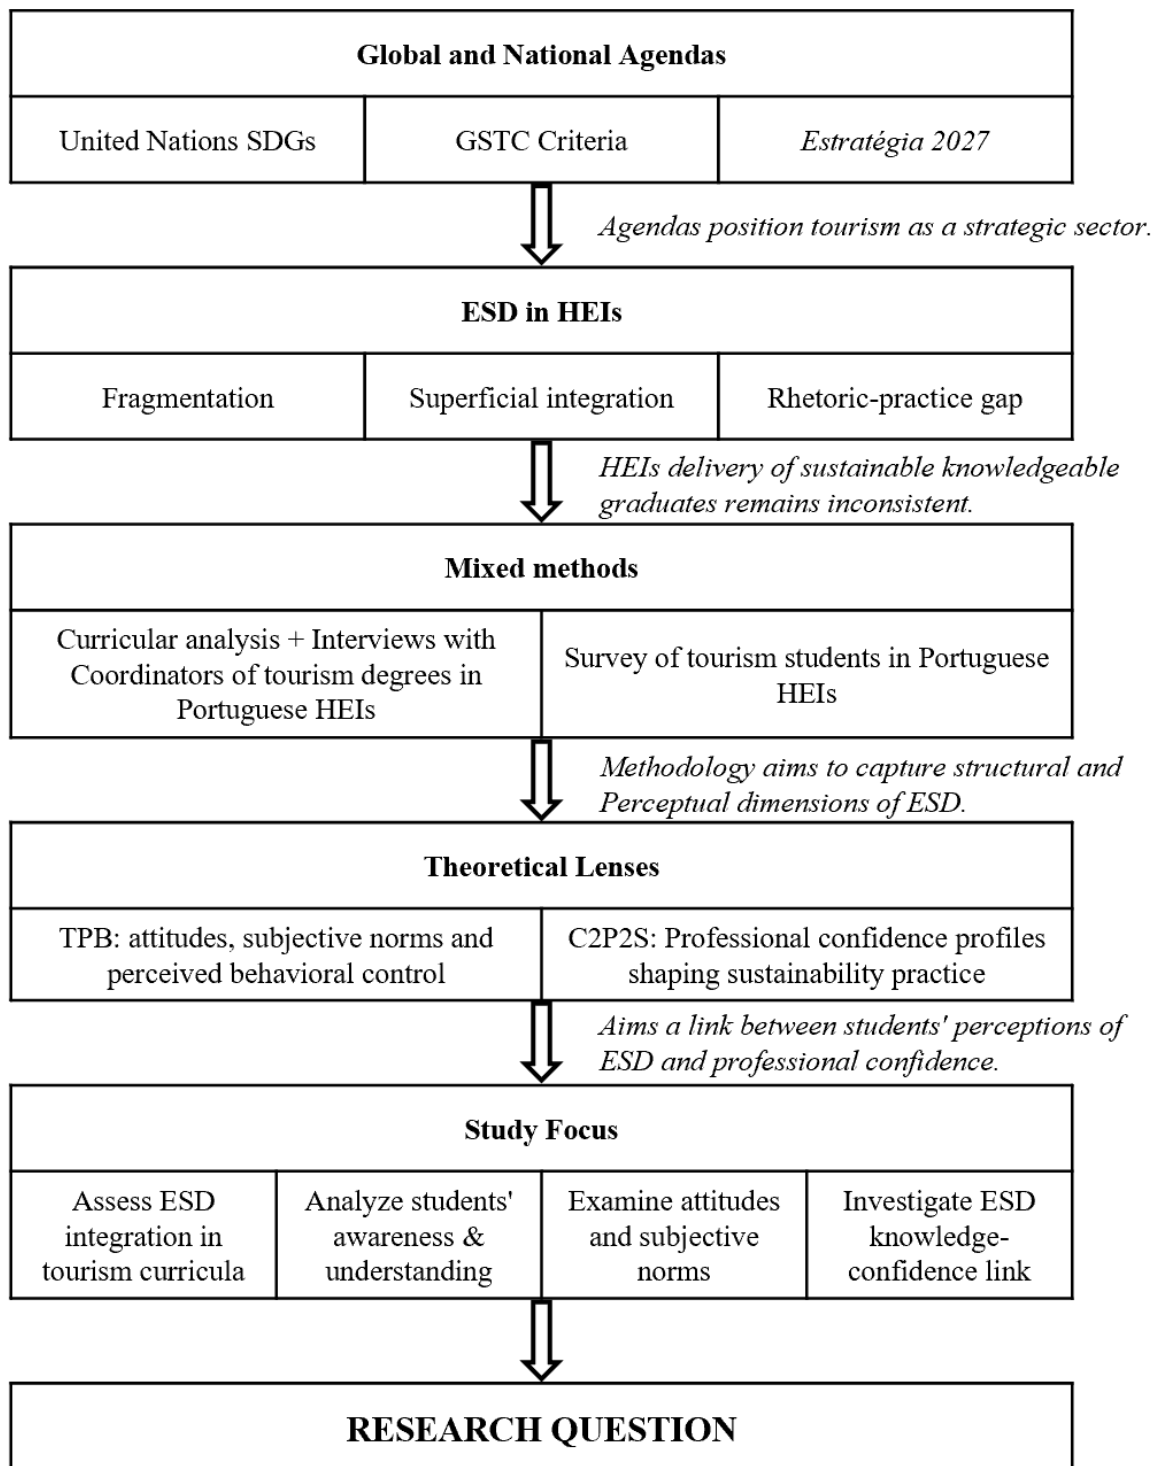 Global and National Agendas
United Nations SDGs
GSTC Criteria
Estratégia 2027
Agendas position tourism as a strategic sector.
ESD in HEIs
Fragmentation
Superficial integration
Rhetoric-practice gap
HEIs delivery of sustainable knowledgeable
graduates remains inconsistent.
Mixed methods
Curricular analysis + Interviews with
Coordinators of tourism degrees in
Portuguese HEIs
Survey of tourism students in Portuguese
HEIs
Methodology aims to capture structural and
Perceptual dimensions of ESD.
Theoretical Lenses
TPB: attitudes, subjective norms and
perceived behavioral control
C2P2S: Professional confidence profiles
shaping sustainability practice
Aims a link between students' perceptions of
ESD and professional confidence.
Study Focus
Assess ESD
integration in
tourism curricula
Analyze students'
awareness &
understanding
Examine attitudes
and subjective
norms
Investigate ESD
knowledge-
confidence link
RESEARCH QUESTION